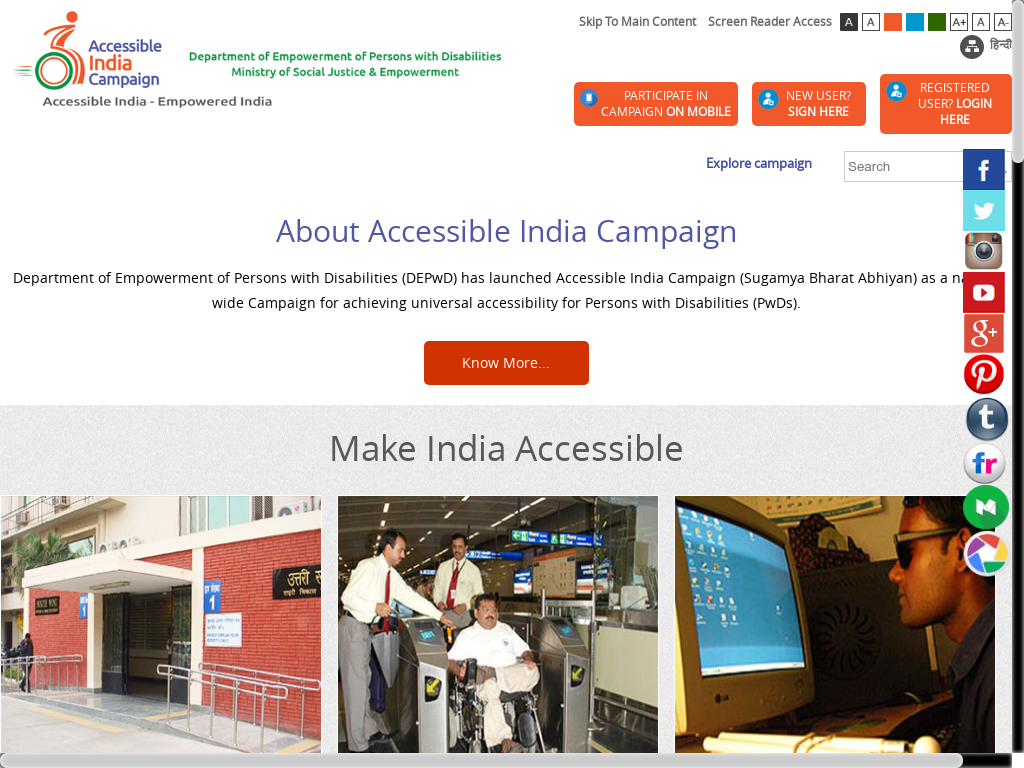 Skip To Main Content Screen Reader Access A A A+ A A-
हिन्दी
Accessible
India
Campaign
Accessible India - Empowered India
Department of Empowerment of Persons with Disabilities
Ministry of Social Justice & Empowerment
PARTICIPATE IN
CAMPAIGN ON MOBILE
NEW USER?
SIGN HERE
REGISTERED
USER? LOGIN
HERE
Explore campaign
Search
About Accessible India Campaign
Department of Empowerment of Persons with Disabilities (DEPwD) has launched Accessible India Campaign (Sugamya Bharat Abhiyan) as a
wide Campaign for achieving universal accessibility for Persons with Disabilities (PwDs).
Know More...
Make India Accessible
1
1
उत्तरी